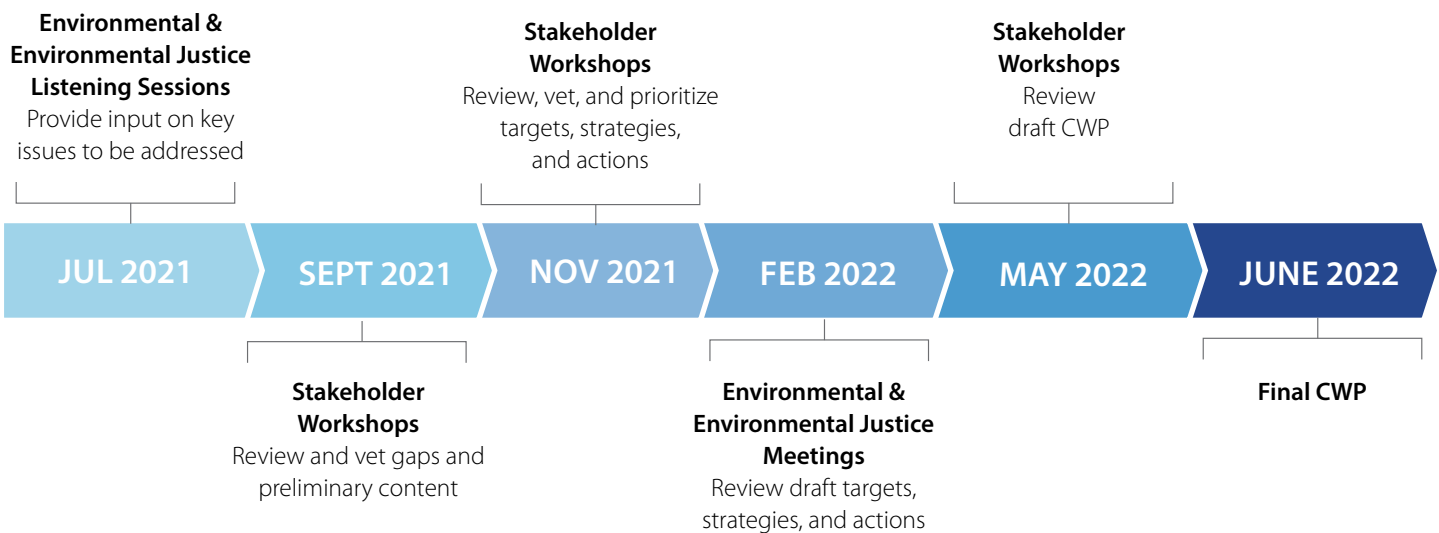 Environmental &
Environmental Justice
Listening Sessions
Provide input on key
issues to be addressed
Stakeholder
Workshops
Review, vet, and prioritize
targets, strategies,
and actions
Stakeholder
Workshops
Review
draft CWP
JUL 2021
SEPT 2021
NOV 2021
FEB 2022
MAY 2022
JUNE 2022
Stakeholder
Workshops
Review and vet gaps and
preliminary content
Environmental &
Environmental Justice
Meetings
Review draft targets,
strategies, and actions
Final CWP